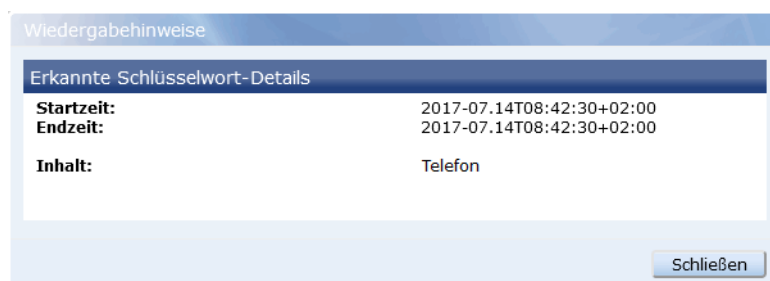 Wiedergabehinweise
Erkannte Schlüsselwort-Details
Startzeit: 2017-07.14T08:42:30+02:00
Endzeit: 2017-07.14T08:42:30+02:00
Inhalt: Telefon
Schließen